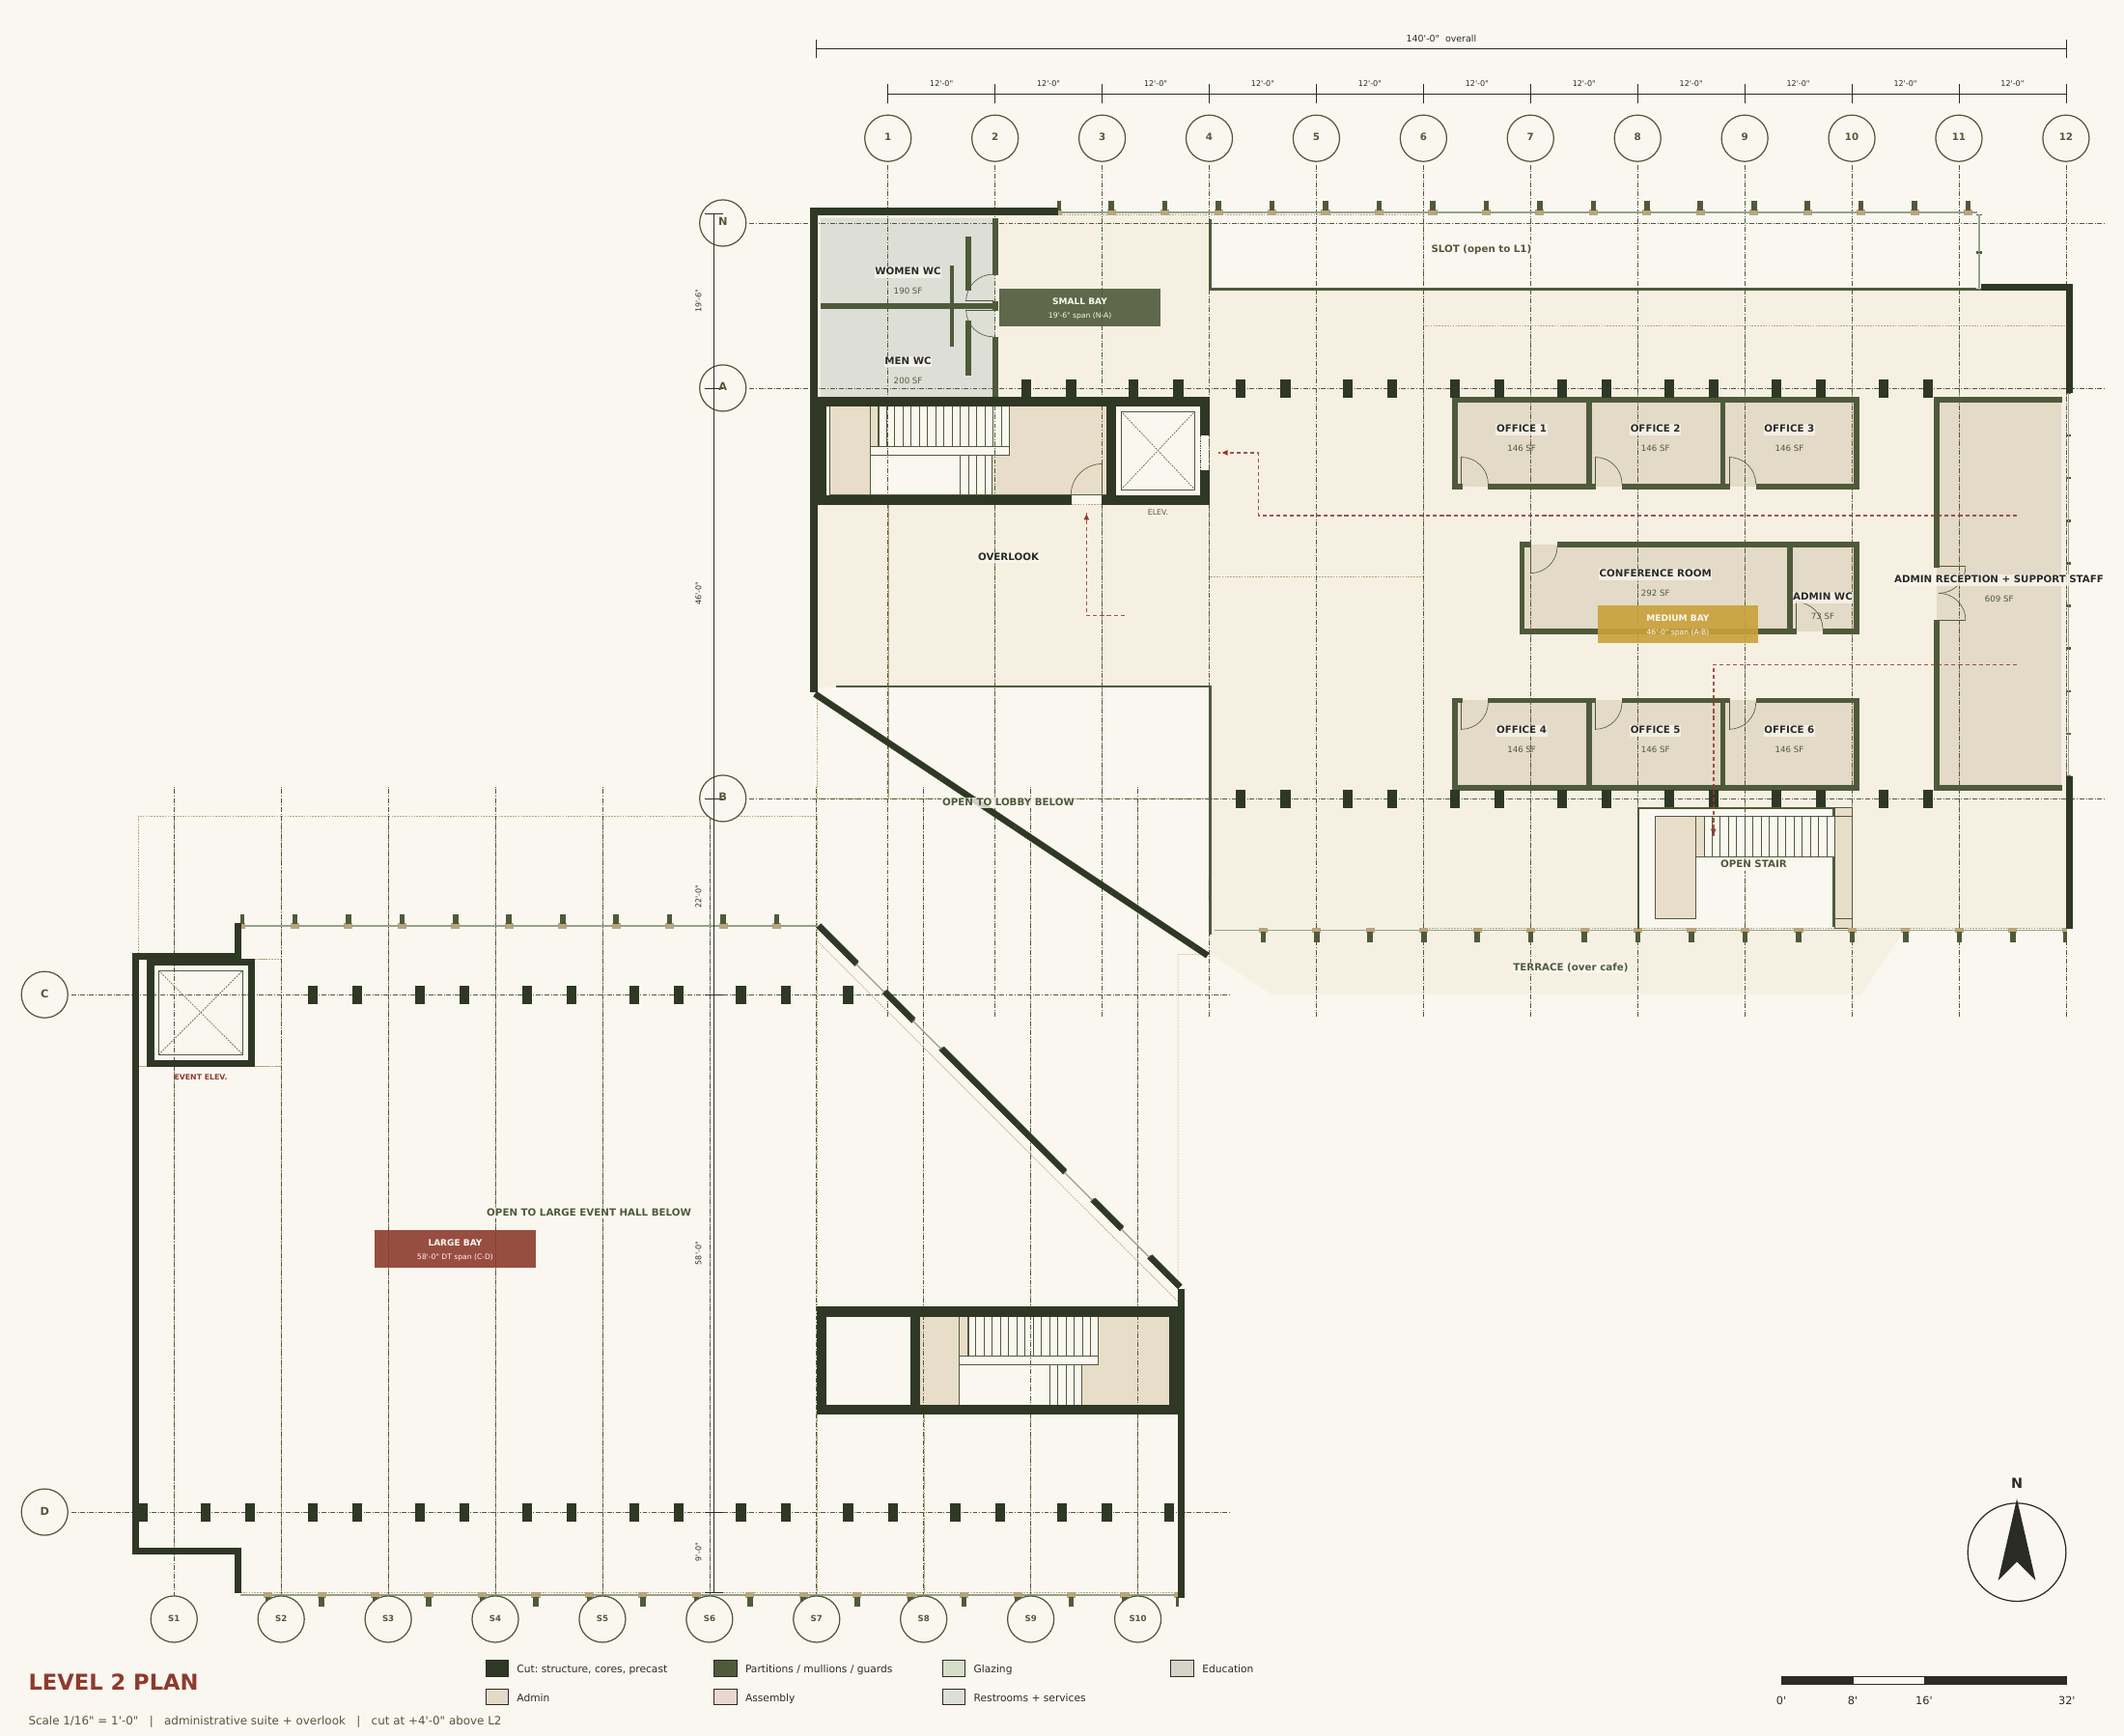 140'-0" overall
12'-0" 12'-0" 12'-0" 12'-0" 12'-0" 12'-0" 12'-0" 12'-0" 12'-0" 12'-0" 12'-0"
1 2 3 4 5 6 7 8 9 10 11 12
N
SLOT (open to L1)
WOMEN WC
190 SF
SMALL BAY
19'-6" span (N-A)
19'-6"
MEN WC
200 SF
A
OFFICE 1
146 SF
OFFICE 2
146 SF
OFFICE 3
146 SF
ELEV.
OVERLOOK
46'-0"
CONFERENCE ROOM
292 SF
ADMIN WC
73 SF
ADMIN RECEPTION + SUPPORT STAFF
609 SF
MEDIUM BAY
46'-0" span (A-B)
OFFICE 4
146 SF
OFFICE 5
146 SF
OFFICE 6
146 SF
B
OPEN TO LOBBY BELOW
OPEN STAIR
22'-0"
TERRACE (over cafe)
C
EVENT ELEV.
OPEN TO LARGE EVENT HALL BELOW
LARGE BAY
58'-0" DT span (C-D)
58'-0"
D
9'-0"
N
S1 S2 S3 S4 S5 S6 S7 S8 S9 S10
LEVEL 2 PLAN
Scale 1/16" = 1'-0" | administrative suite + overlook | cut at +4'-0" above L2
Cut: structure, cores, precast
Partitions / mullions / guards
Glazing
Education
Admin
Assembly
Restrooms + services
0' 8' 16' 32'